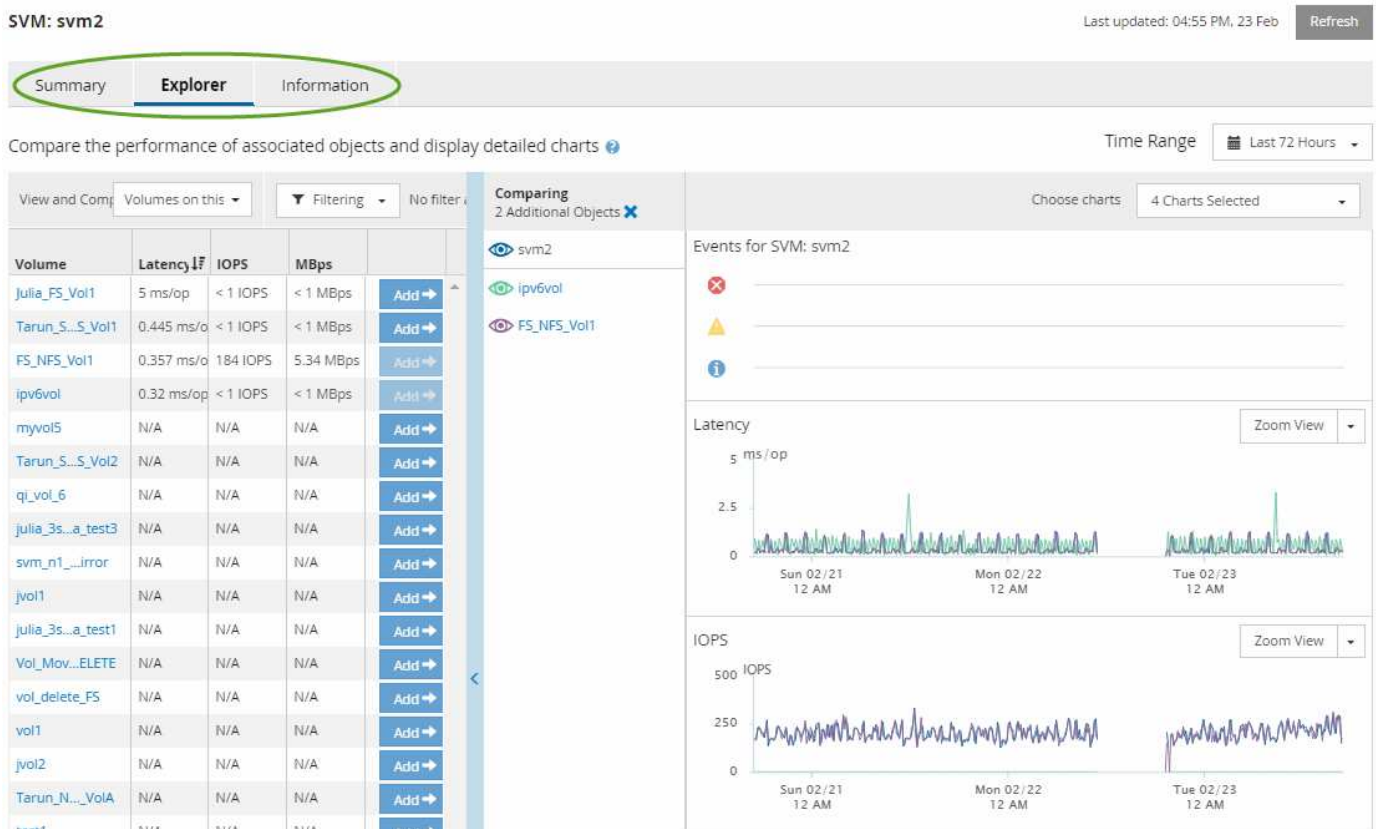 SVM: svm2
Last updated: 04:55 PM, 23 Feb Refresh
Summary Explorer Information
Compare the performance of associated objects and display detailed charts ?
Time Range Last 72 Hours
View and Comp Volumes on this Filtering No filter
Comparing
2 Additional Objects
Choose charts 4 Charts Selected
Volume Latency IOPS MBps
Julia_FS_Vol1 5 ms/op < 1 IOPS < 1 MBps Add
Tarun_S...S_Vol1 0.445 ms/o < 1 IOPS < 1 MBps Add
FS_NFS_Vol1 0.357 ms/o 184 IOPS 5.34 MBps Add
ipv6vol 0.32 ms/op < 1 IOPS < 1 MBps Add
myvol5 N/A N/A N/A Add
Tarun_S...S_Vol2 N/A N/A N/A Add
qi_vol_6 N/A N/A N/A Add
julia_3s...a_test3 N/A N/A N/A Add
svm_n1_...irror N/A N/A N/A Add
jvol1 N/A N/A N/A Add
julia_3s...a_test1 N/A N/A N/A Add
Vol_Mov...ELETE N/A N/A N/A Add
vol_delete_FS N/A N/A N/A Add
vol1 N/A N/A N/A Add
jvol2 N/A N/A N/A Add
Tarun_N..._VolA N/A N/A N/A Add
svm2
ipv6vol
FS_NFS_Vol1
Events for SVM: svm2
Latency Zoom View
5 ms/op
2.5
0
Sun 02/21 Mon 02/22 Tue 02/23
12 AM 12 AM 12 AM
IOPS Zoom View
500 IOPS
250
0
Sun 02/21 Mon 02/22 Tue 02/23
12 AM 12 AM 12 AM